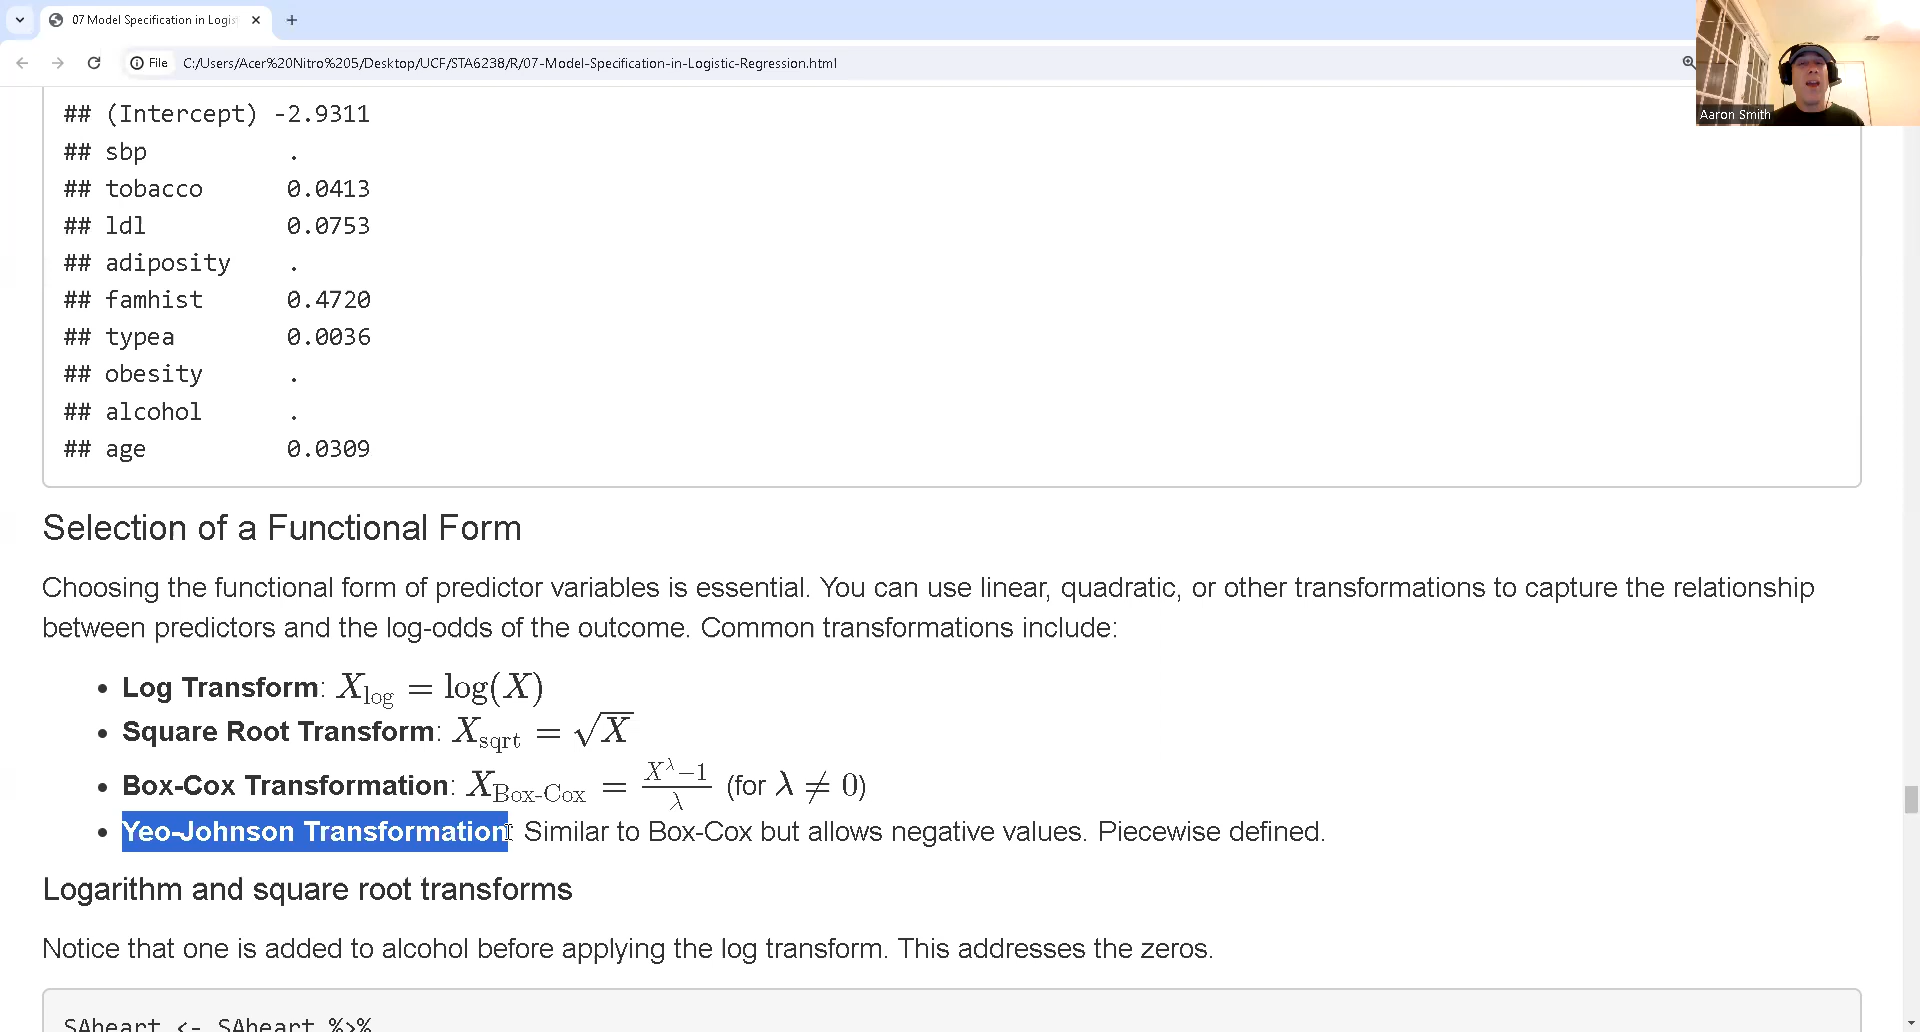 07 Model Specification in Logis
File C:/Users/Acer%20Nitro%205/Desktop/UCF/STA6238/R/07-Model-Specification-in-Logistic-Regression.html
Aaron Smith
## (Intercept) -2.9311
## sbp .
## tobacco 0.0413
## ldl 0.0753
## adiposity .
## famhist 0.4720
## typea 0.0036
## obesity .
## alcohol .
## age 0.0309
Selection of a Functional Form
Choosing the functional form of predictor variables is essential. You can use linear, quadratic, or other transformations to capture the relationship
between predictors and the log-odds of the outcome. Common transformations include:
• Log Transform: X_log = log(X)
• Square Root Transform: X_sqrt = √X
• Box-Cox Transformation: X_Box-Cox = (X^λ−1)/λ (for λ ≠ 0)
• Yeo-Johnson Transformation: Similar to Box-Cox but allows negative values. Piecewise defined.
Logarithm and square root transforms
Notice that one is added to alcohol before applying the log transform. This addresses the zeros.
SAheart <- SAheart %>%